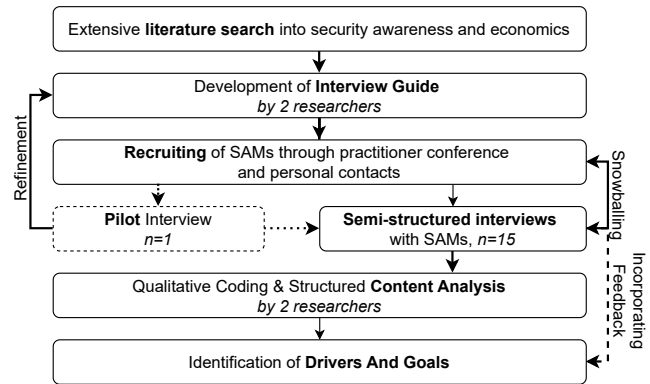 Extensive literature search into security awareness and economics
Development of Interview Guide
by 2 researchers
Refinement
Recruiting of SAMs through practitioner conference
and personal contacts
Snowballing
Pilot Interview
n=1
Semi-structured interviews
with SAMs, n=15
Incorporating
Feedback
Qualitative Coding & Structured Content Analysis
by 2 researchers
Identification of Drivers And Goals